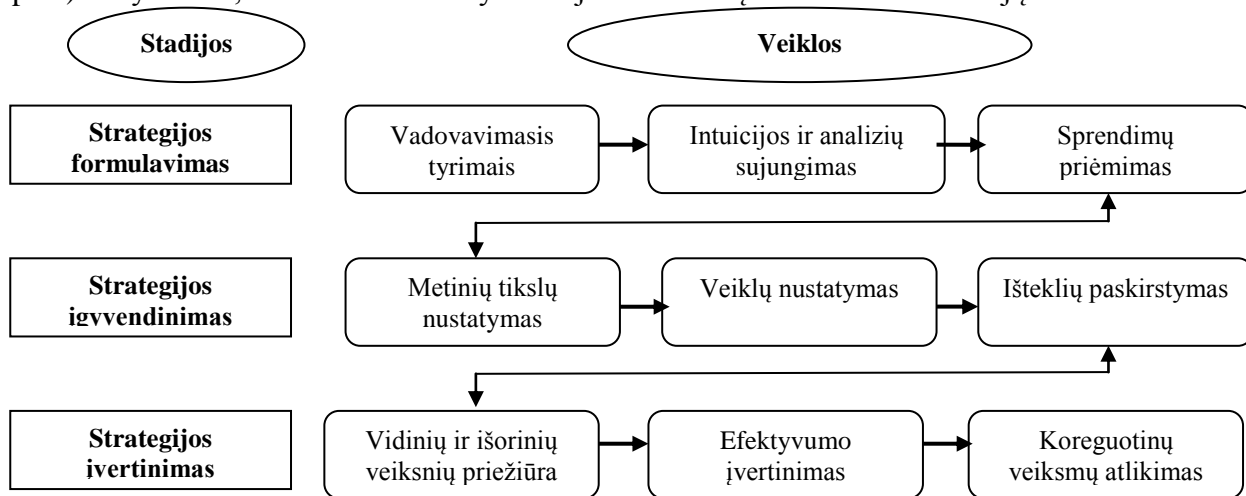 Stadijos
Veiklos
Strategijos
formulavimas
Vadovavimasis
tyrimais
Intuicijos ir analizių
sujungimas
Sprendimų
priėmimas
Strategijos
įgyvendinimas
Metinių tikslų
nustatymas
Veiklų nustatymas
Išteklių paskirstymas
Strategijos
įvertinimas
Vidinių ir išorinių
veiksnių priežiūra
Efektyvumo
įvertinimas
Koreguotinų
veiksmų atlikimas